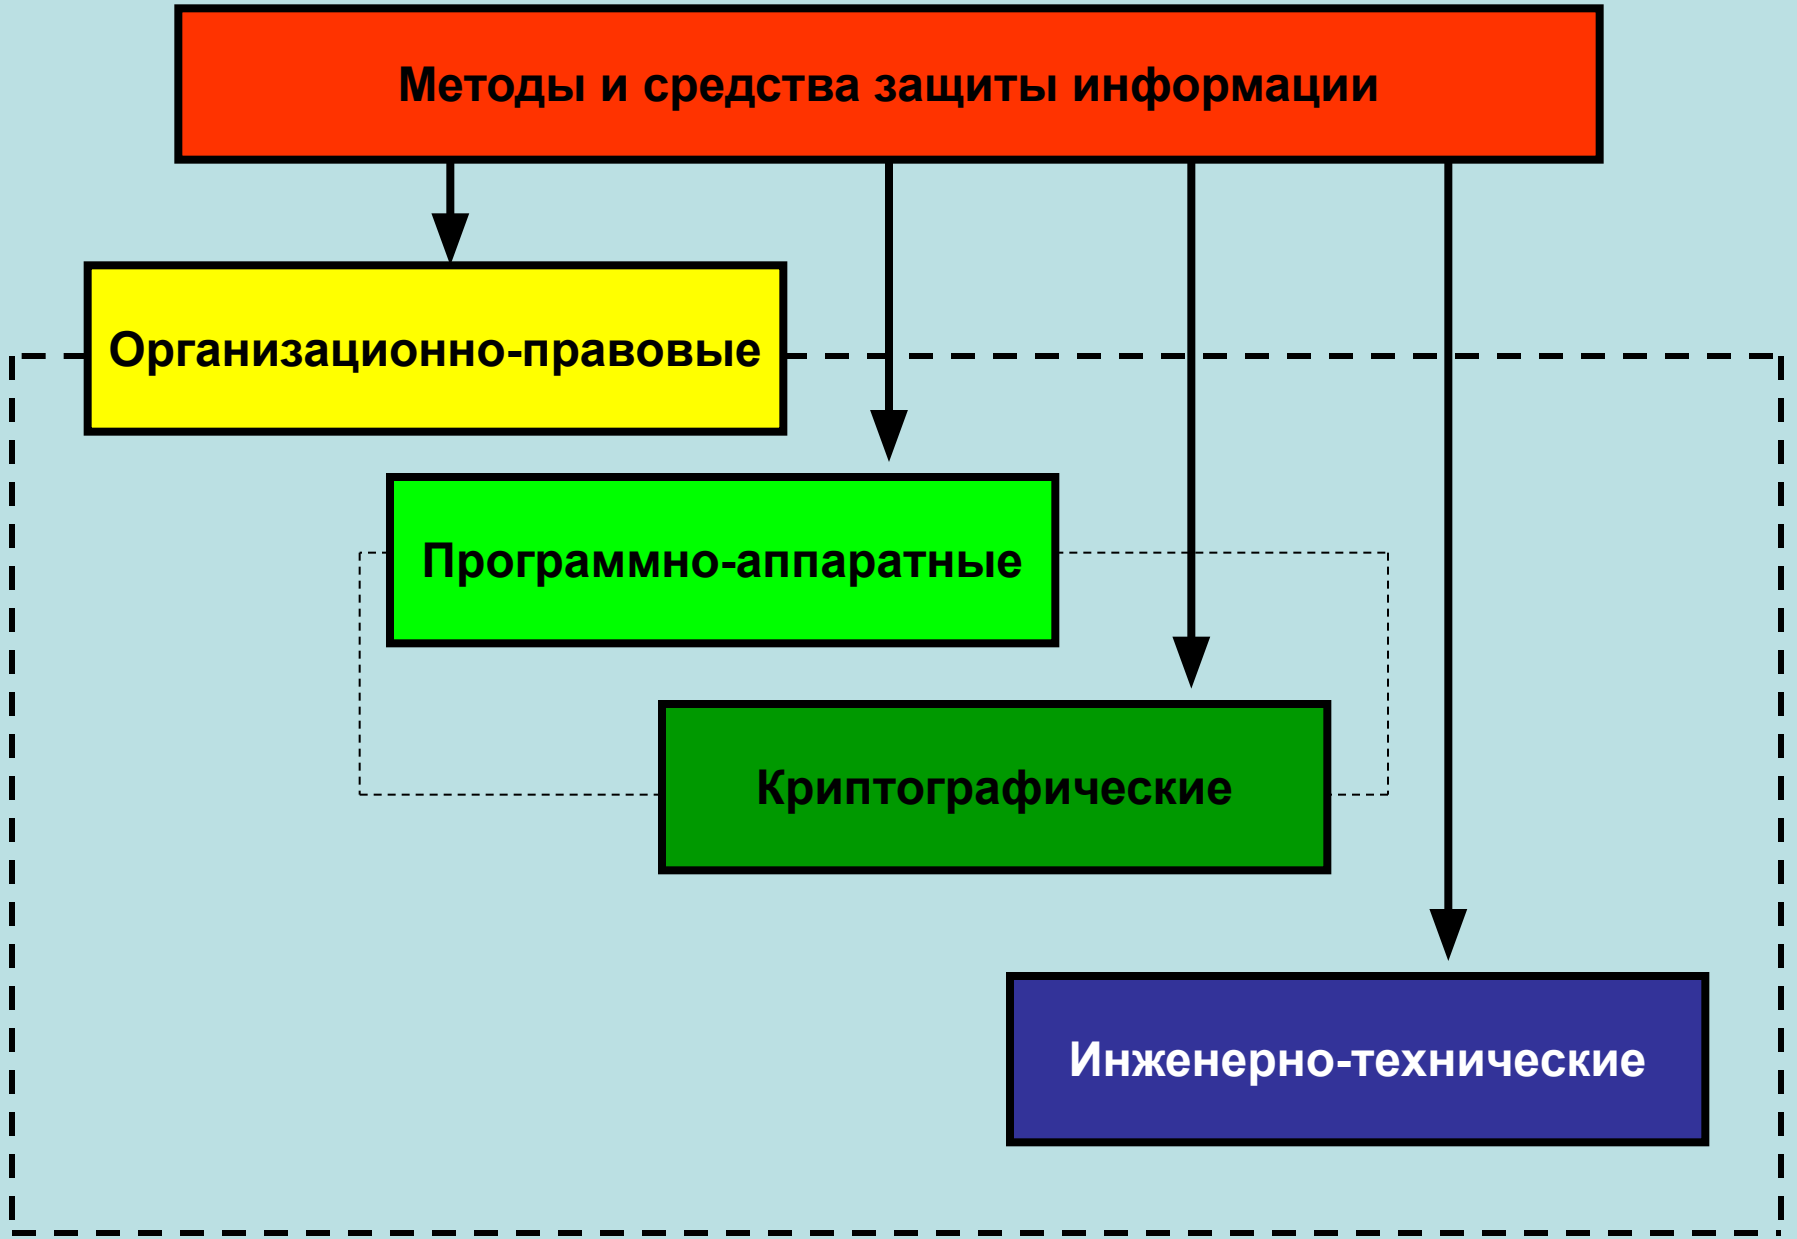 Методы и средства защиты информации
Организационно-правовые
Программно-аппаратные
Криптографические
Инженерно-технические